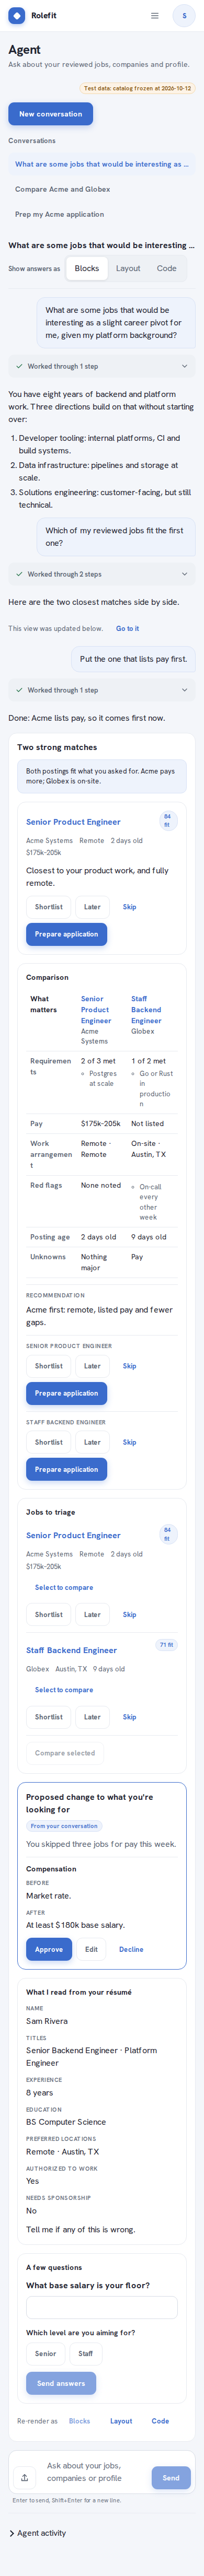 Rolefit
S
Agent
Ask about your reviewed jobs, companies and profile.
Test data: catalog frozen at 2026-10-12
New conversation
Conversations
What are some jobs that would be interesting as ...
Compare Acme and Globex
Prep my Acme application
What are some jobs that would be interesting ...
Show answers as
Blocks
Layout
Code
What are some jobs that would be
interesting as a slight career pivot for
me, given my platform background?
Worked through 1 step
You have eight years of backend and platform
work. Three directions build on that without starting
over:
1. Developer tooling: internal platforms, CI and
build systems.
2. Data infrastructure: pipelines and storage at
scale.
3. Solutions engineering: customer-facing, but still
technical.
Which of my reviewed jobs fit the first
one?
Worked through 2 steps
Here are the two closest matches side by side.
This view was updated below.
Go to it
Put the one that lists pay first.
Worked through 1 step
Done: Acme lists pay, so it comes first now.
Two strong matches
Both postings fit what you asked for. Acme pays
more; Globex is on-site.
Senior Product Engineer
84
fit
Acme Systems Remote 2 days old
$175k–205k
Closest to your product work, and fully
remote.
Shortlist
Later
Skip
Prepare application
Comparison
What
matters
Senior
Product
Engineer
Acme
Systems
Staff
Backend
Engineer
Globex
Requiremen
ts
2 of 3 met
Postgres
at scale
1 of 2 met
Go or Rust
in
productio
n
Pay
$175k–205k
Not listed
Work
arrangemen
t
Remote ·
Remote
On-site ·
Austin, TX
Red flags
None noted
On-call
every
other
week
Posting age
2 days old
9 days old
Unknowns
Nothing
major
Pay
RECOMMENDATION
Acme first: remote, listed pay and fewer
gaps.
SENIOR PRODUCT ENGINEER
Shortlist
Later
Skip
Prepare application
STAFF BACKEND ENGINEER
Shortlist
Later
Skip
Prepare application
Jobs to triage
Senior Product Engineer
84
fit
Acme Systems Remote 2 days old
$175k–205k
Select to compare
Shortlist
Later
Skip
Staff Backend Engineer
71 fit
Globex Austin, TX 9 days old
Select to compare
Shortlist
Later
Skip
Compare selected
Proposed change to what you're
looking for
From your conversation
You skipped three jobs for pay this week.
Compensation
BEFORE
Market rate.
AFTER
At least $180k base salary.
Approve
Edit
Decline
What I read from your résumé
NAME
Sam Rivera
TITLES
Senior Backend Engineer · Platform
Engineer
EXPERIENCE
8 years
EDUCATION
BS Computer Science
PREFERRED LOCATIONS
Remote · Austin, TX
AUTHORIZED TO WORK
Yes
NEEDS SPONSORSHIP
No
Tell me if any of this is wrong.
A few questions
What base salary is your floor?
Which level are you aiming for?
Senior
Staff
Send answers
Re-render as
Blocks
Layout
Code
Ask about your jobs,
companies or profile
Send
Enter to send, Shift+Enter for a new line.
Agent activity